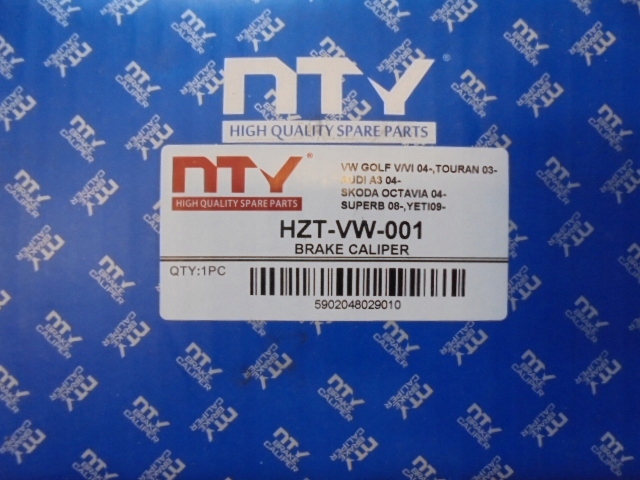 NTY
HIGH QUALITY SPARE PARTS
NTY®
HIGH QUALITY SPARE PARTS
VW GOLF V/VI 04-,TOURAN 03-
AUDI A3 04-
SKODA OCTAVIA 04-
SUPERB 08-,YETI09-
HZT-VW-001
BRAKE CALIPER
QTY:1PC
5902048029010